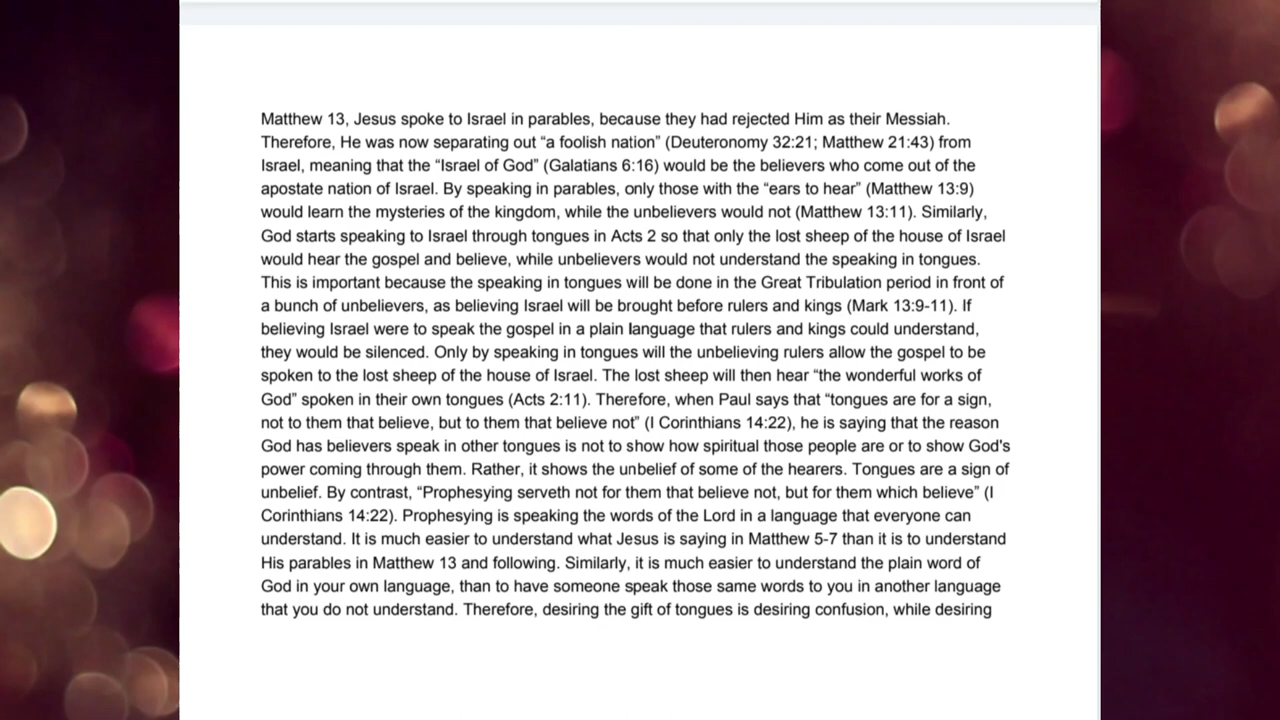 Matthew 13, Jesus spoke to Israel in parables, because they had rejected Him as their Messiah.
Therefore, He was now separating out “a foolish nation” (Deuteronomy 32:21; Matthew 21:43) from
Israel, meaning that the “Israel of God” (Galatians 6:16) would be the believers who come out of the
apostate nation of Israel. By speaking in parables, only those with the “ears to hear” (Matthew 13:9)
would learn the mysteries of the kingdom, while the unbelievers would not (Matthew 13:11). Similarly,
God starts speaking to Israel through tongues in Acts 2 so that only the lost sheep of the house of Israel
would hear the gospel and believe, while unbelievers would not understand the speaking in tongues.
This is important because the speaking in tongues will be done in the Great Tribulation period in front of
a bunch of unbelievers, as believing Israel will be brought before rulers and kings (Mark 13:9-11). If
believing Israel were to speak the gospel in a plain language that rulers and kings could understand,
they would be silenced. Only by speaking in tongues will the unbelieving rulers allow the gospel to be
spoken to the lost sheep of the house of Israel. The lost sheep will then hear “the wonderful works of
God” spoken in their own tongues (Acts 2:11). Therefore, when Paul says that “tongues are for a sign,
not to them that believe, but to them that believe not” (I Corinthians 14:22), he is saying that the reason
God has believers speak in other tongues is not to show how spiritual those people are or to show God's
power coming through them. Rather, it shows the unbelief of some of the hearers. Tongues are a sign of
unbelief. By contrast, “Prophesying serveth not for them that believe not, but for them which believe” (I
Corinthians 14:22). Prophesying is speaking the words of the Lord in a language that everyone can
understand. It is much easier to understand what Jesus is saying in Matthew 5-7 than it is to understand
His parables in Matthew 13 and following. Similarly, it is much easier to understand the plain word of
God in your own language, than to have someone speak those same words to you in another language
that you do not understand. Therefore, desiring the gift of tongues is desiring confusion, while desiring